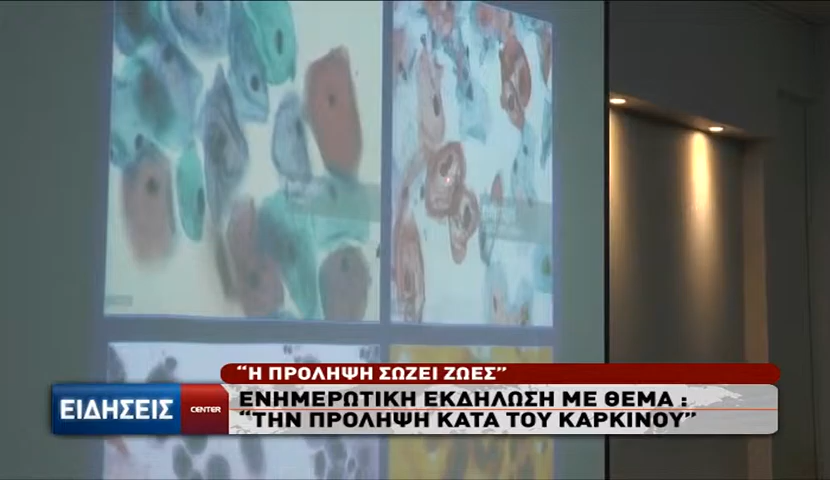 “Η ΠΡΟΛΗΨΗ ΣΩΖΕΙ ΖΩΕΣ”
ΕΙΔΗΣΕΙΣ
CENTER
ΕΝΗΜΕΡΩΤΙΚΗ ΕΚΔΗΛΩΣΗ ΜΕ ΘΕΜΑ :
“ΤΗΝ ΠΡΟΛΗΨΗ ΚΑΤΑ ΤΟΥ ΚΑΡΚΙΝΟΥ”